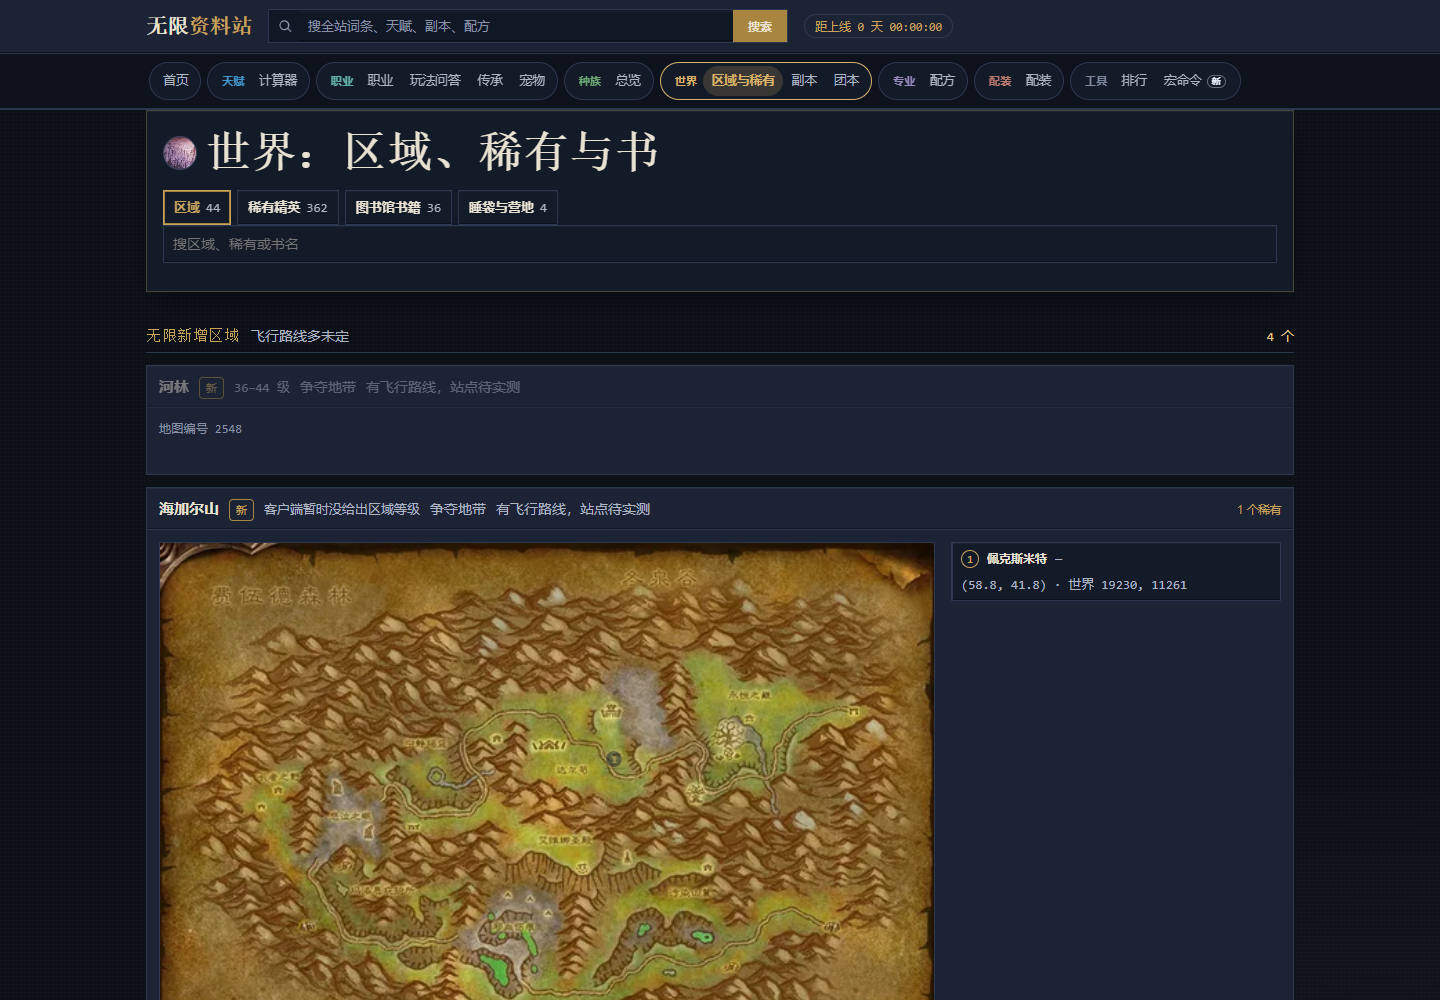 无限资料站
搜全站词条、天赋、副本、配方
搜索
距上线 0 天 00:00:00
首页 天赋 计算器 职业 职业 玩法问答 传承 宠物 种族 总览 世界 区域与稀有 副本 团本 专业 配方 配装 配装 工具 排行 宏命令 新
世界：区域、稀有与书
区域 44 稀有精英 362 图书馆书籍 36 睡袋与营地 4
搜区域、稀有或书名
无限新增区域 飞行路线多未定 4 个
河林 新 36–44 级 争夺地带 有飞行路线，站点待实测
地图编号 2548
海加尔山 新 客户端暂时没给出区域等级 争夺地带 有飞行路线，站点待实测 1 个稀有
1 佩克斯米特 —
(58.8, 41.8) · 世界 19230, 11261
费伍德森林
冬泉谷